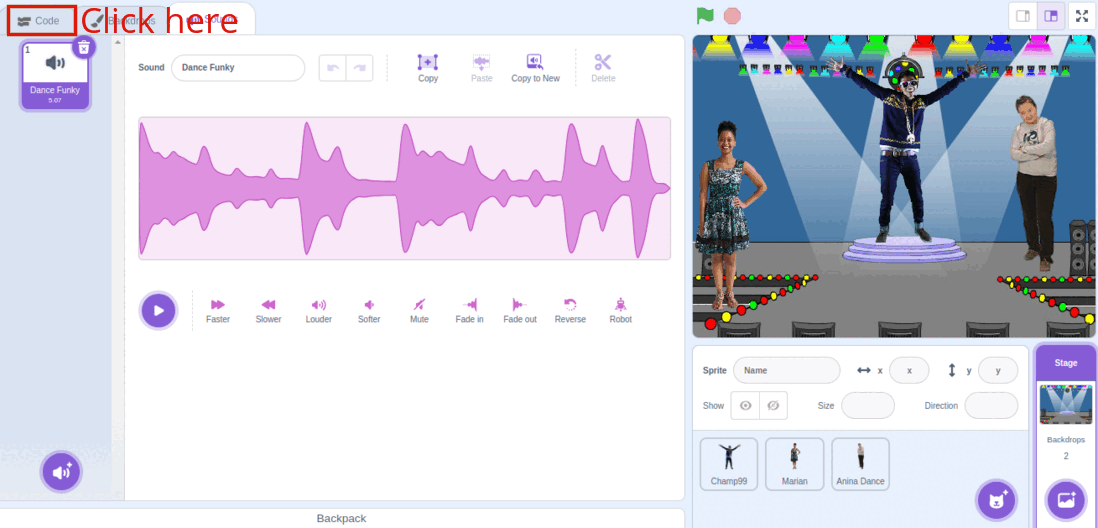 Code
Click here
Backdrops
Sounds
1
Dance Funky
5.07
Sound
Dance Funky
Copy
Paste
Copy to New
Delete
Faster
Slower
Louder
Softer
Mute
Fade in
Fade out
Reverse
Robot
Backpack
Sprite
Name
x
x
y
y
Show
Size
Direction
Champ99
Marian
Anina Dance
Stage
Backdrops
2